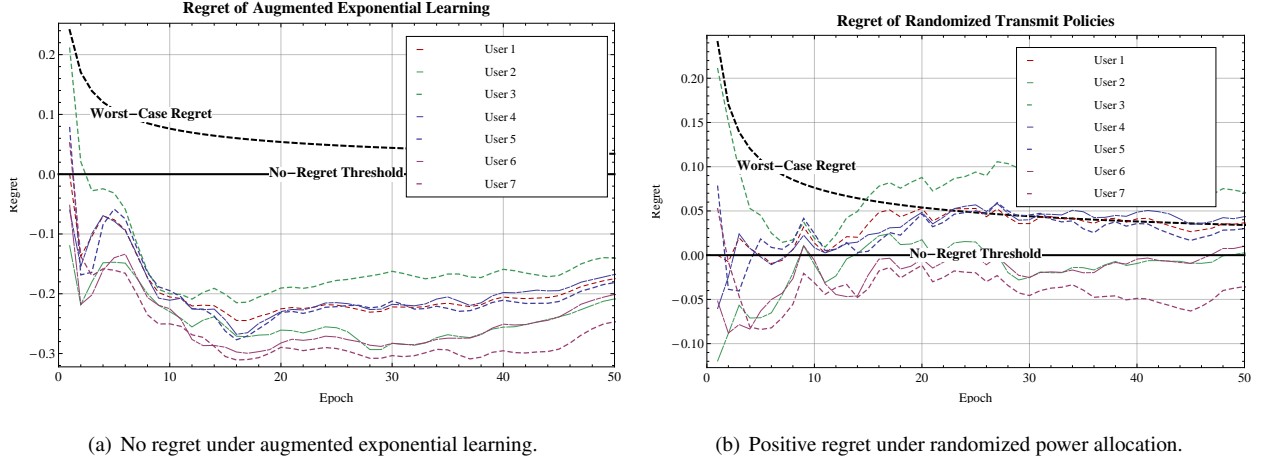 Regret of Augmented Exponential Learning
0.2
0.1
0.0
−0.1
−0.2
−0.3
Regret
Worst−Case Regret
No−Regret Threshold
User 1
User 2
User 3
User 4
User 5
User 6
User 7
0
10
20
30
40
50
Epoch
(a) No regret under augmented exponential learning.
Regret of Randomized Transmit Policies
0.20
0.15
0.10
0.05
0.00
−0.05
−0.10
Regret
Worst−Case Regret
No−Regret Threshold
User 1
User 2
User 3
User 4
User 5
User 6
User 7
0
10
20
30
40
50
Epoch
(b) Positive regret under randomized power allocation.